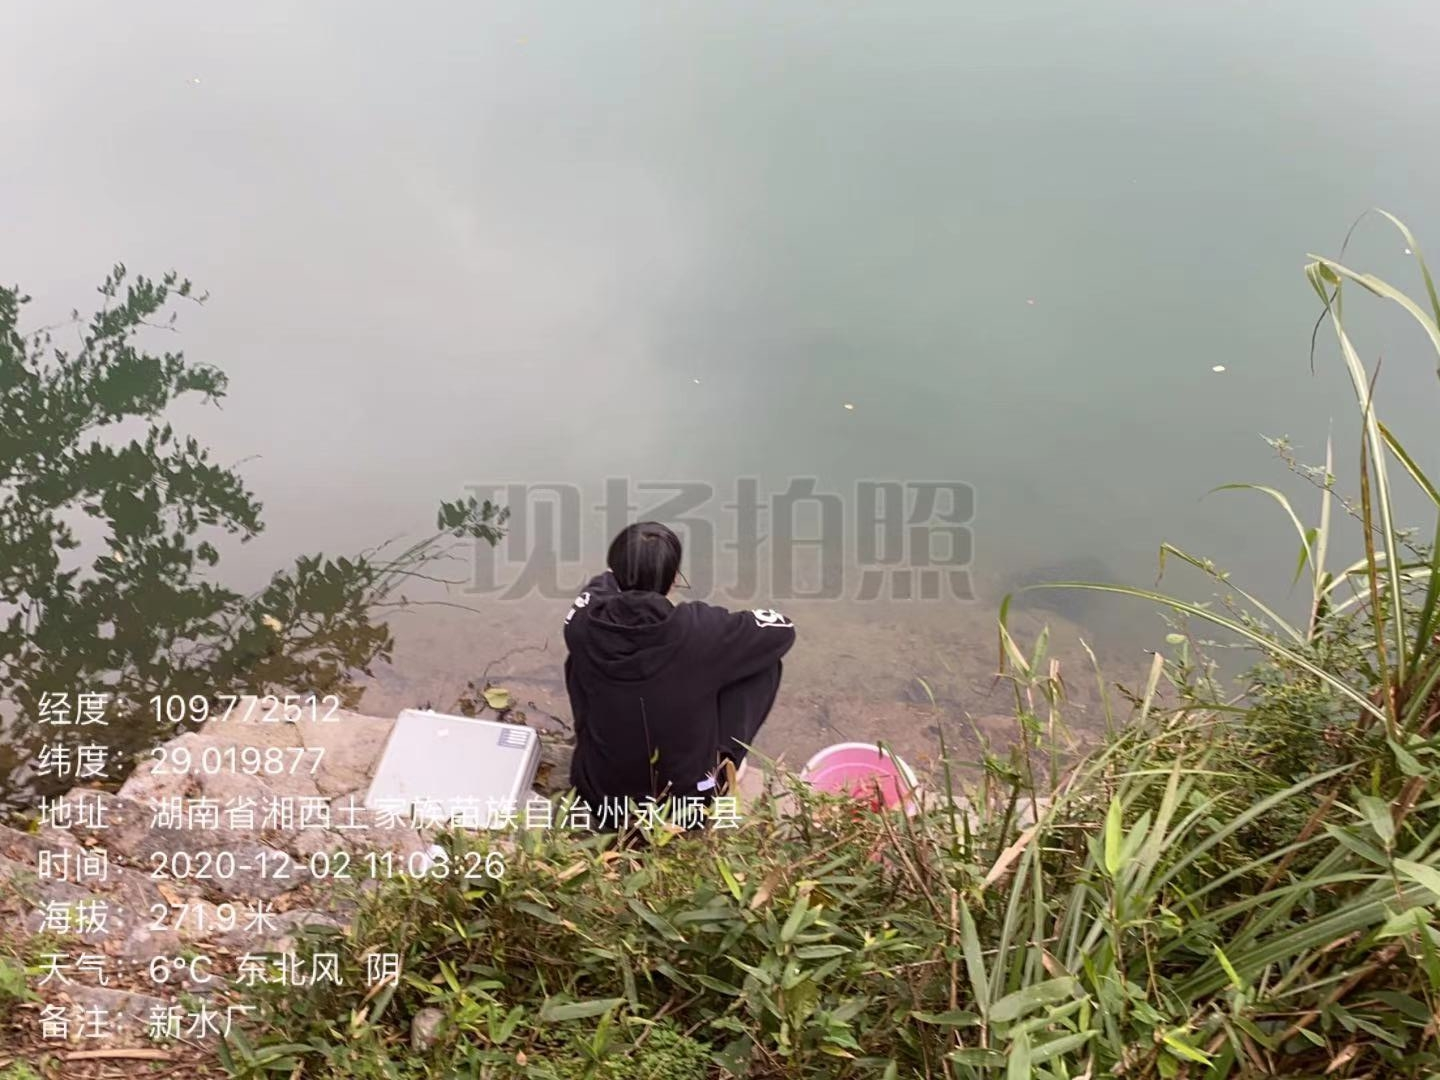 现场拍照
经度：109.772512
纬度：29.019877
地址：湖南省湘西土家族苗族自治州永顺县
时间：2020-12-02 11:03:26
海拔：271.9米
天气：6°C 东北风 阴
备注：新水厂